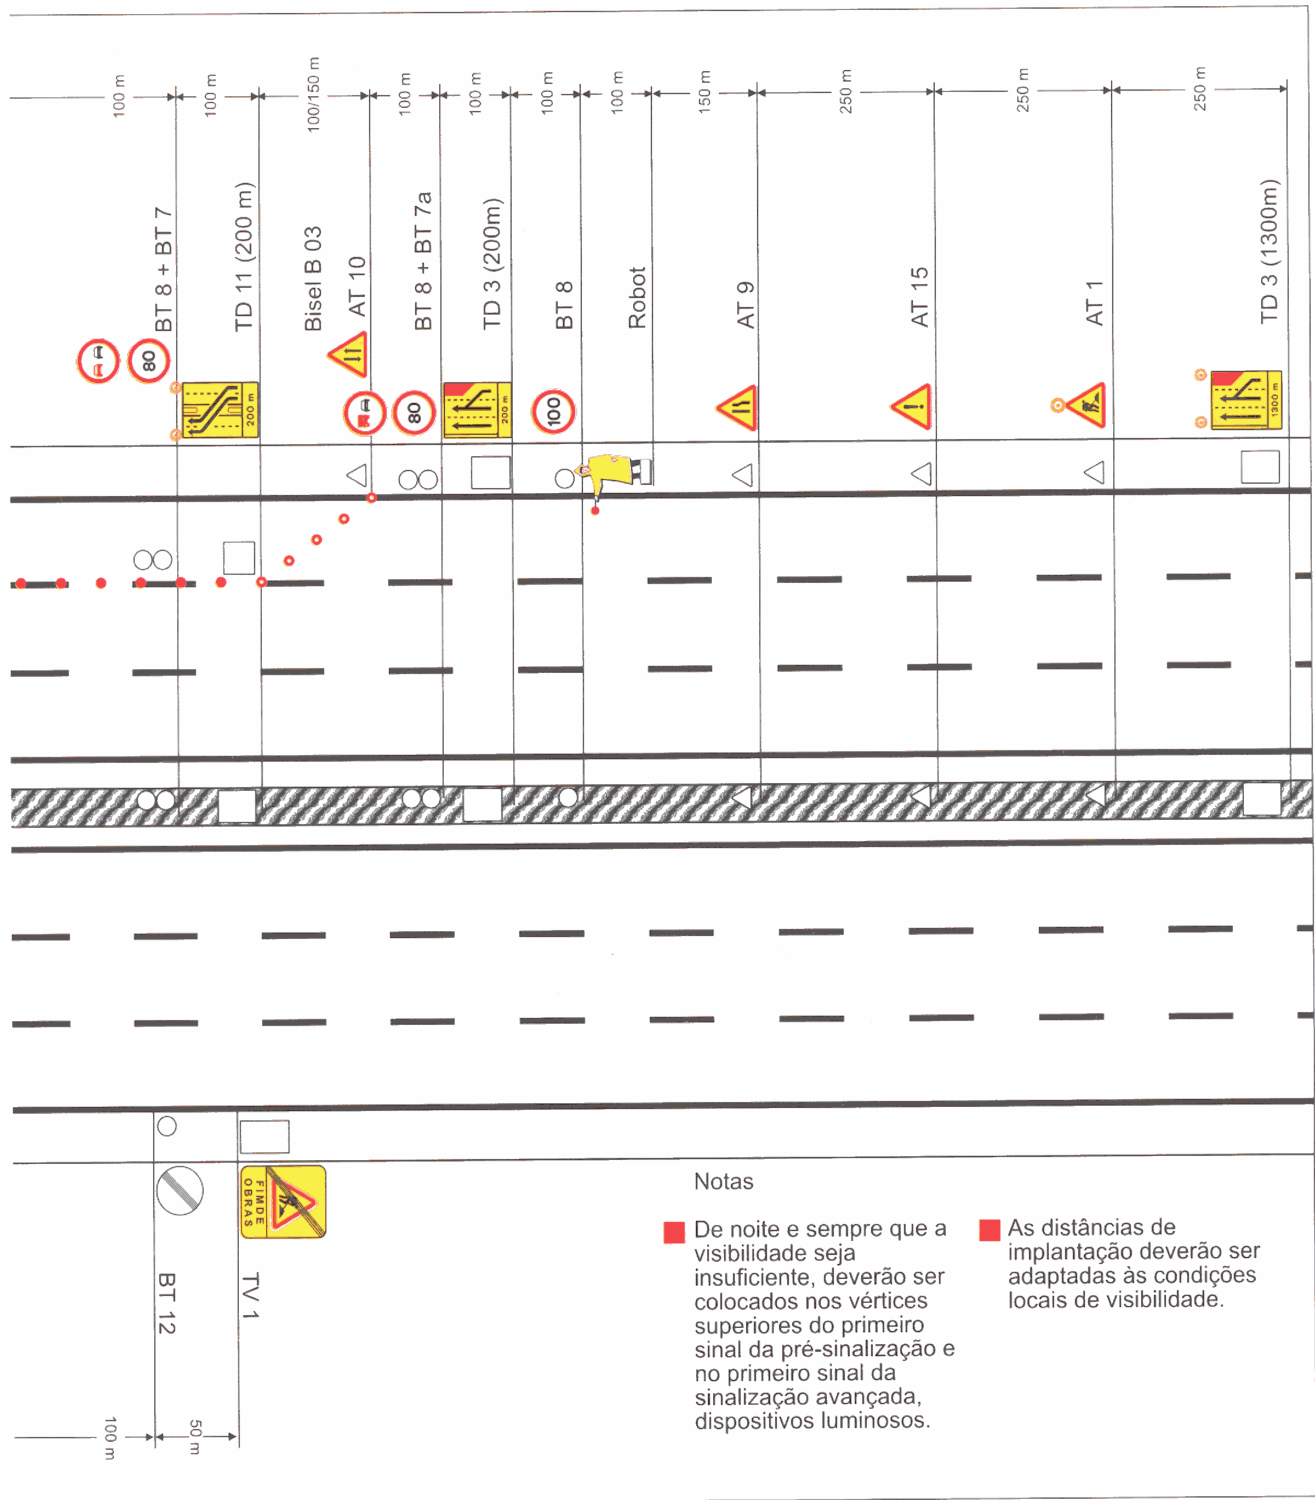 100 m
100 m
100/150 m
100 m
100 m
100 m
100 m
150 m
250 m
250 m
250 m
BT 8 + BT 7
TD 11 (200 m)
Bisel B 03
AT 10
BT 8 + BT 7a
TD 3 (200m)
BT 8
Robot
AT 9
AT 15
AT 1
TD 3 (1300m)
80
200 m
80
200 m
100
1300 m
FIM DE
OBRAS
BT 12
TV 1
100 m
50 m
Notas
De noite e sempre que a
visibilidade seja
insuficiente, deverão ser
colocados nos vértices
superiores do primeiro
sinal da pré-sinalização e
no primeiro sinal da
sinalização avançada,
dispositivos luminosos.
As distâncias de
implantação deverão ser
adaptadas às condições
locais de visibilidade.